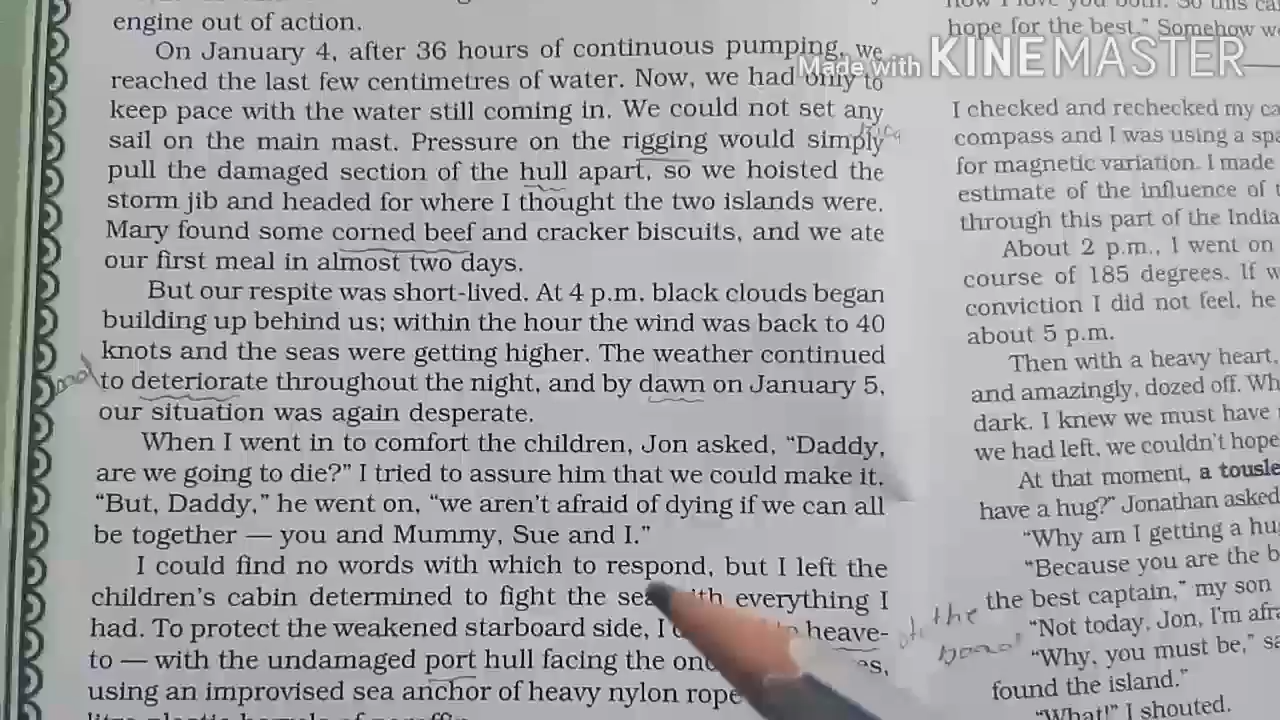 engine out of action.
On January 4, after 36 hours of continuous pumping, we
reached the last few centimetres of water. Now, we had only to
keep pace with the water still coming in. We could not set any
sail on the main mast. Pressure on the rigging would simply
pull the damaged section of the hull apart, so we hoisted the
storm jib and headed for where I thought the two islands were.
Mary found some corned beef and cracker biscuits, and we ate
our first meal in almost two days.
But our respite was short-lived. At 4 p.m. black clouds began
building up behind us; within the hour the wind was back to 40
knots and the seas were getting higher. The weather continued
to deteriorate throughout the night, and by dawn on January 5,
our situation was again desperate.
When I went in to comfort the children, Jon asked, “Daddy,
are we going to die?” I tried to assure him that we could make it.
“But, Daddy,” he went on, “we aren't afraid of dying if we can all
be together — you and Mummy, Sue and I.”
I could find no words with which to respond, but I left the
children's cabin determined to fight the sea with everything I
had. To protect the weakened starboard side, I heave-
to — with the undamaged port hull facing the
using an improvised sea anchor of heavy nylon rope
Made with KINEMASTER
hope for the best.” Somehow
I checked and rechecked my
compass and I was using a
for magnetic variation. I made
estimate of the influence of
through this part of the
About 2 p.m., I went on
course of 185 degrees. If
conviction I did not feel, he
about 5 p.m.
Then with a heavy heart,
and amazingly, dozed off.
dark. I knew we must have
we had left, we couldn't hope
At that moment, a
have a hug?” Jonathan asked
“Why am I getting a
“Because you are the
the best captain,” my son
“Not today, Jon, I'm
“Why, you must be,”
found the island.”
“What!” I shouted.
the